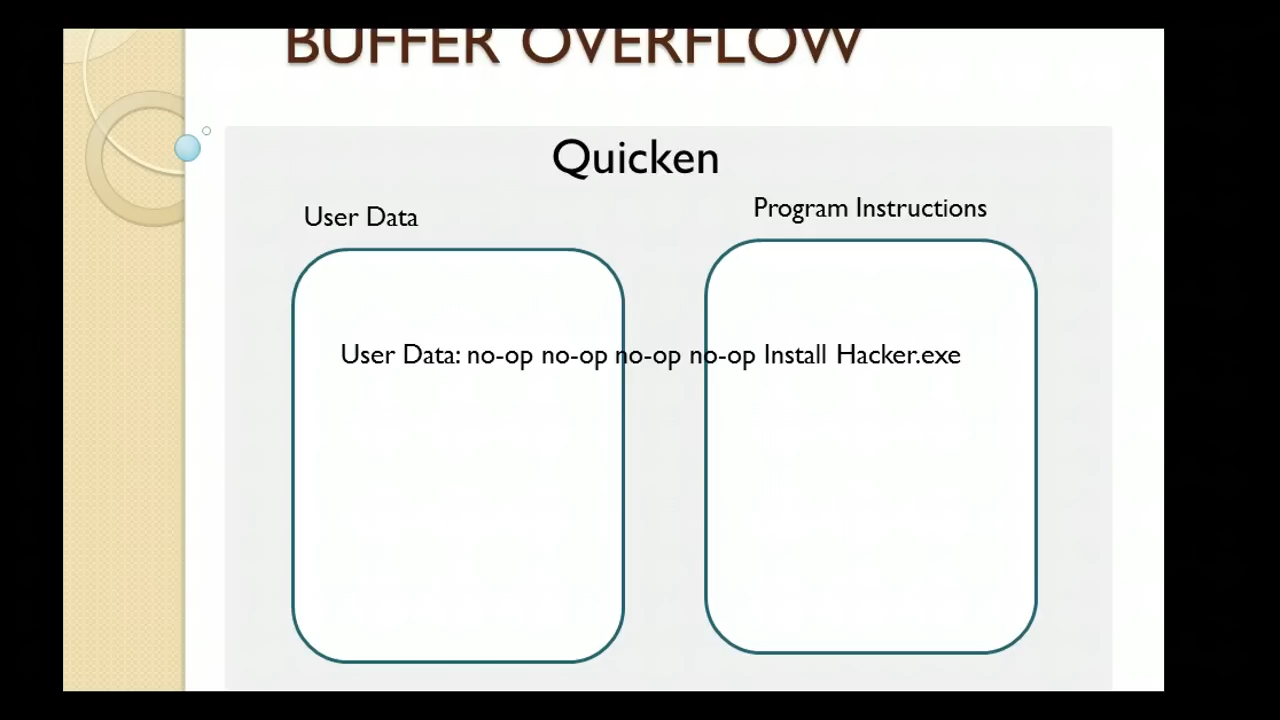 BUFFER OVERFLOW
Quicken
User Data
Program Instructions
User Data: no-op no-op no-op no-op Install Hacker.exe